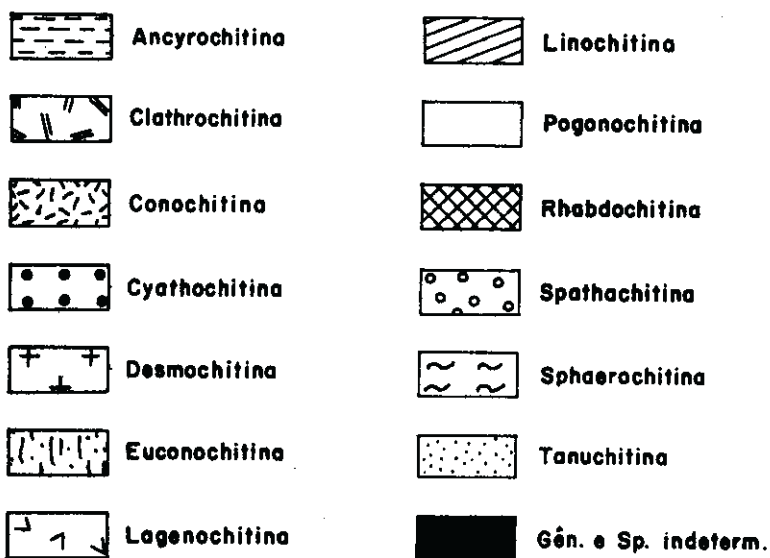 Ancyrochitina
Clathrochitina
Conochitina
Cyathochitina
Desmochitina
Euconochitina
Lagenochitina
Linochitina
Pogonochitina
Rhabdochitina
Spathachitina
Sphaerochitina
Tanuchitina
Gên. e Sp. indeterm.